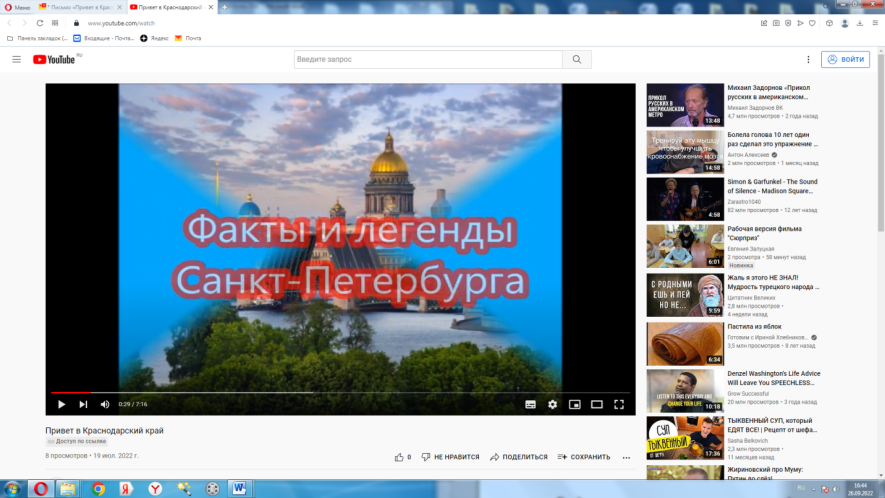 Меню
* Письмо «Привет в Крас
Привет в Краснодарский
www.youtube.com/watch
Панель закладок (...
Входящие - Почта...
Яндекс
Почта
YouTube RU
Введите запрос
ВОЙТИ
Факты и легенды
Санкт-Петербурга
0:29 / 7:16
Привет в Краснодарский край
Доступ по ссылке
8 просмотров • 19 июл. 2022 г.
0
НЕ НРАВИТСЯ
ПОДЕЛИТЬСЯ
СОХРАНИТЬ
ПРИКОЛ
РУССКИХ В
АМЕРИКАНСКОМ
МЕТРО
13:48
Михаил Задорнов «Прикол
русских в американском...
Михаил Задорнов ВК
4,7 млн просмотров • 2 года назад
Тренируй эту мышцу
чтобы улучшить
кровоснабжение мозга
14:58
Болела голова 10 лет один
раз сделал это упражнение ...
Антон Алексеев
2 млн просмотров • 1 месяц назад
4:58
Simon & Garfunkel - The Sound
of Silence - Madison Square...
Zarastro1040
82 млн просмотров • 12 лет назад
6:01
Рабочая версия фильма
"Сюрприз"
Евгения Залуцкая
2 просмотра • 58 минут назад
Новинка
С РОДНЫМИ
ЕШЬ И ПЕЙ
НО НЕ...
9:59
Жаль я этого НЕ ЗНАЛ!
Мудрость турецкого народа ...
Цитатник Великих
2,8 млн просмотров •
4 недели назад
6:34
Пастила из яблок
Готовим с Ириной Хлебников...
3,5 млн просмотров • 8 лет назад
LISTEN TO THIS EVERYDAY AND
CHANGE YOUR LIFE
10:18
Denzel Washington's Life Advice
Will Leave You SPEECHLESS...
Grow Successful
20 млн просмотров • 3 года назад
СУП
ТЫКВЕННЫЙ
17:36
ТЫКВЕННЫЙ СУП, который
ЕДЯТ ВСЕ! | Рецепт от шефа...
Sasha Belkovich
2,3 млн просмотров •
11 месяцев назад
Жириновский про Муму:
Путин до слёз!
RU
16:44
26.09.2022